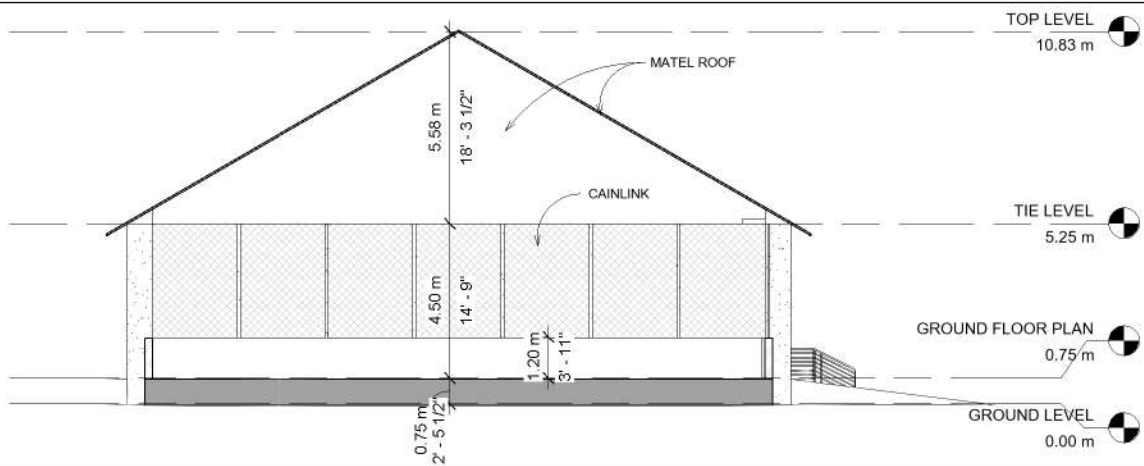 TOP LEVEL
10.83 m
MATEL ROOF
5.58 m
18' - 3 1/2"
CAINLINK
TIE LEVEL
5.25 m
4.50 m
14' - 9"
GROUND FLOOR PLAN
0.75 m
1.20 m
3' - 11"
GROUND LEVEL
0.00 m
0.75 m
2' - 5 1/2"